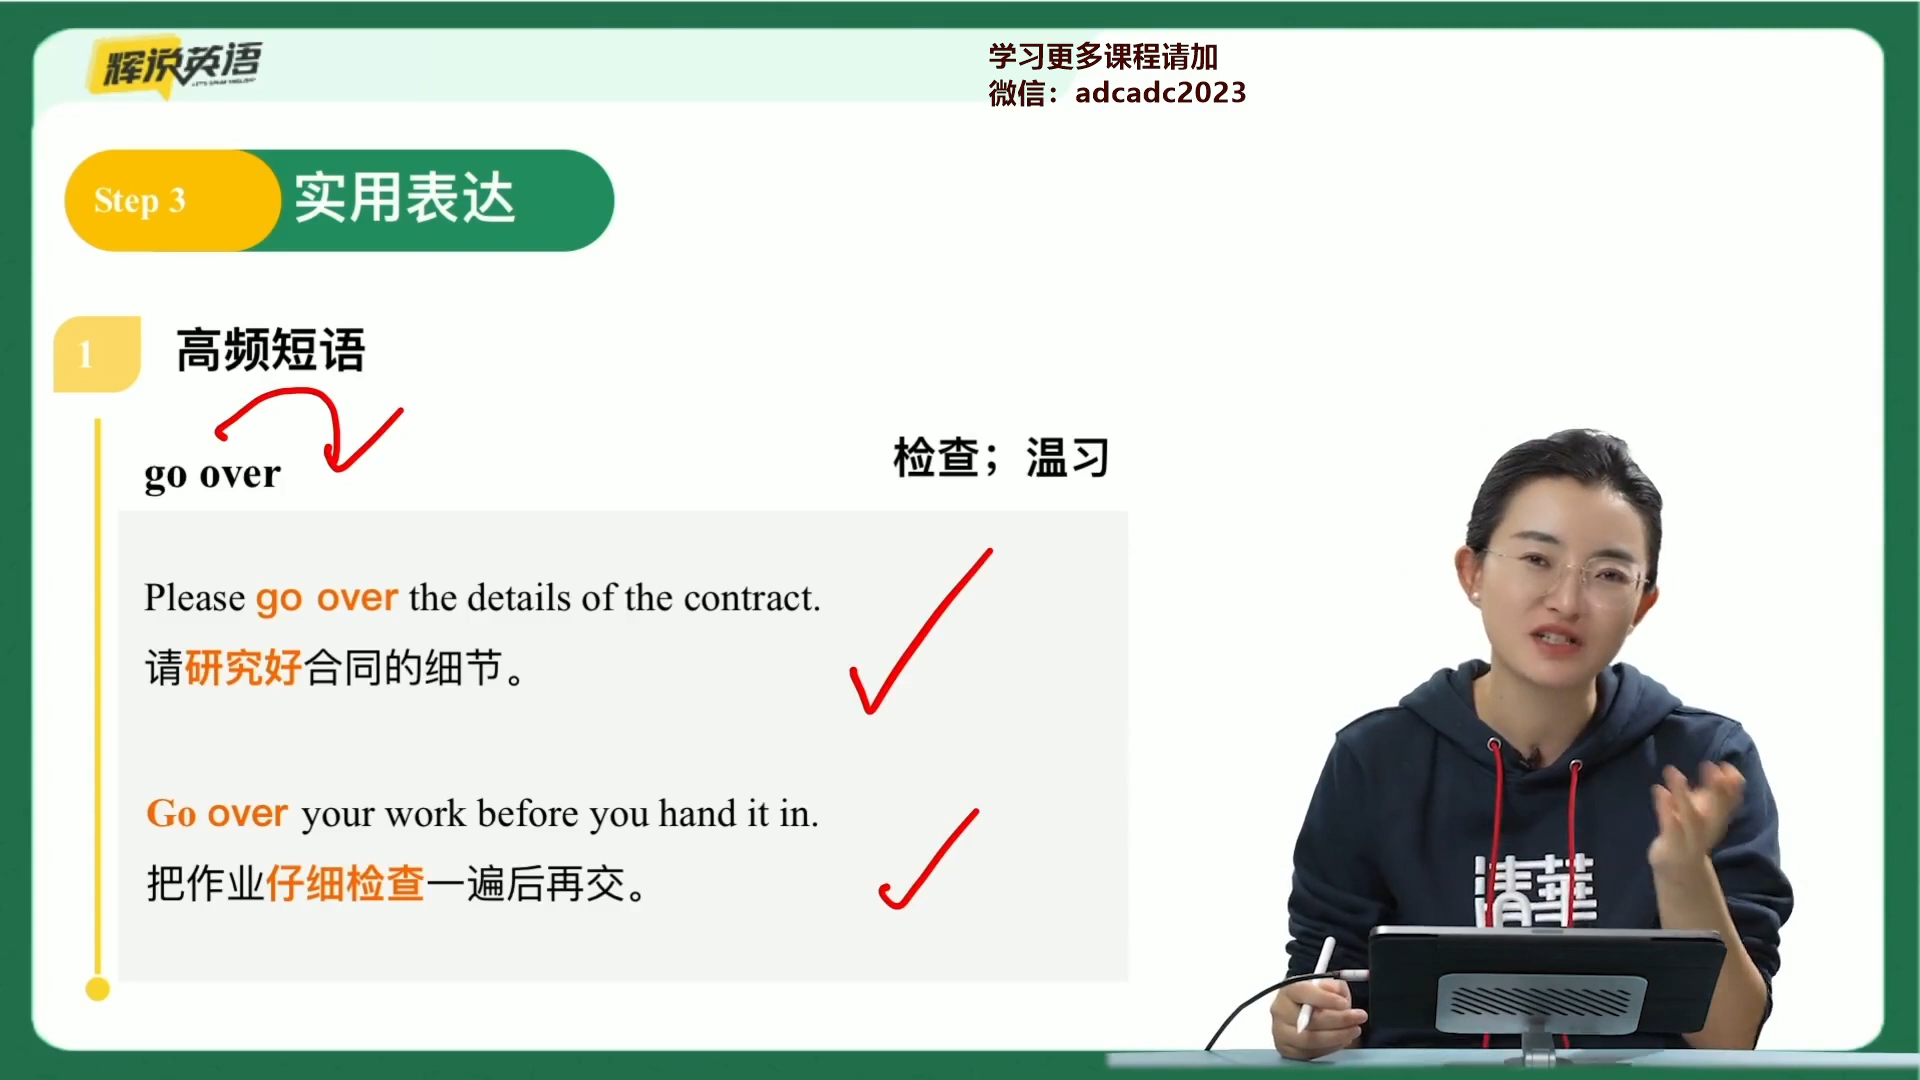 辉说英语
LET'S SPEAK ENGLISH
学习更多课程请加
微信：adcadc2023
Step 3 实用表达
1 高频短语
go over 检查；温习
Please go over the details of the contract.
请研究好合同的细节。
Go over your work before you hand it in.
把作业仔细检查一遍后再交。
清華